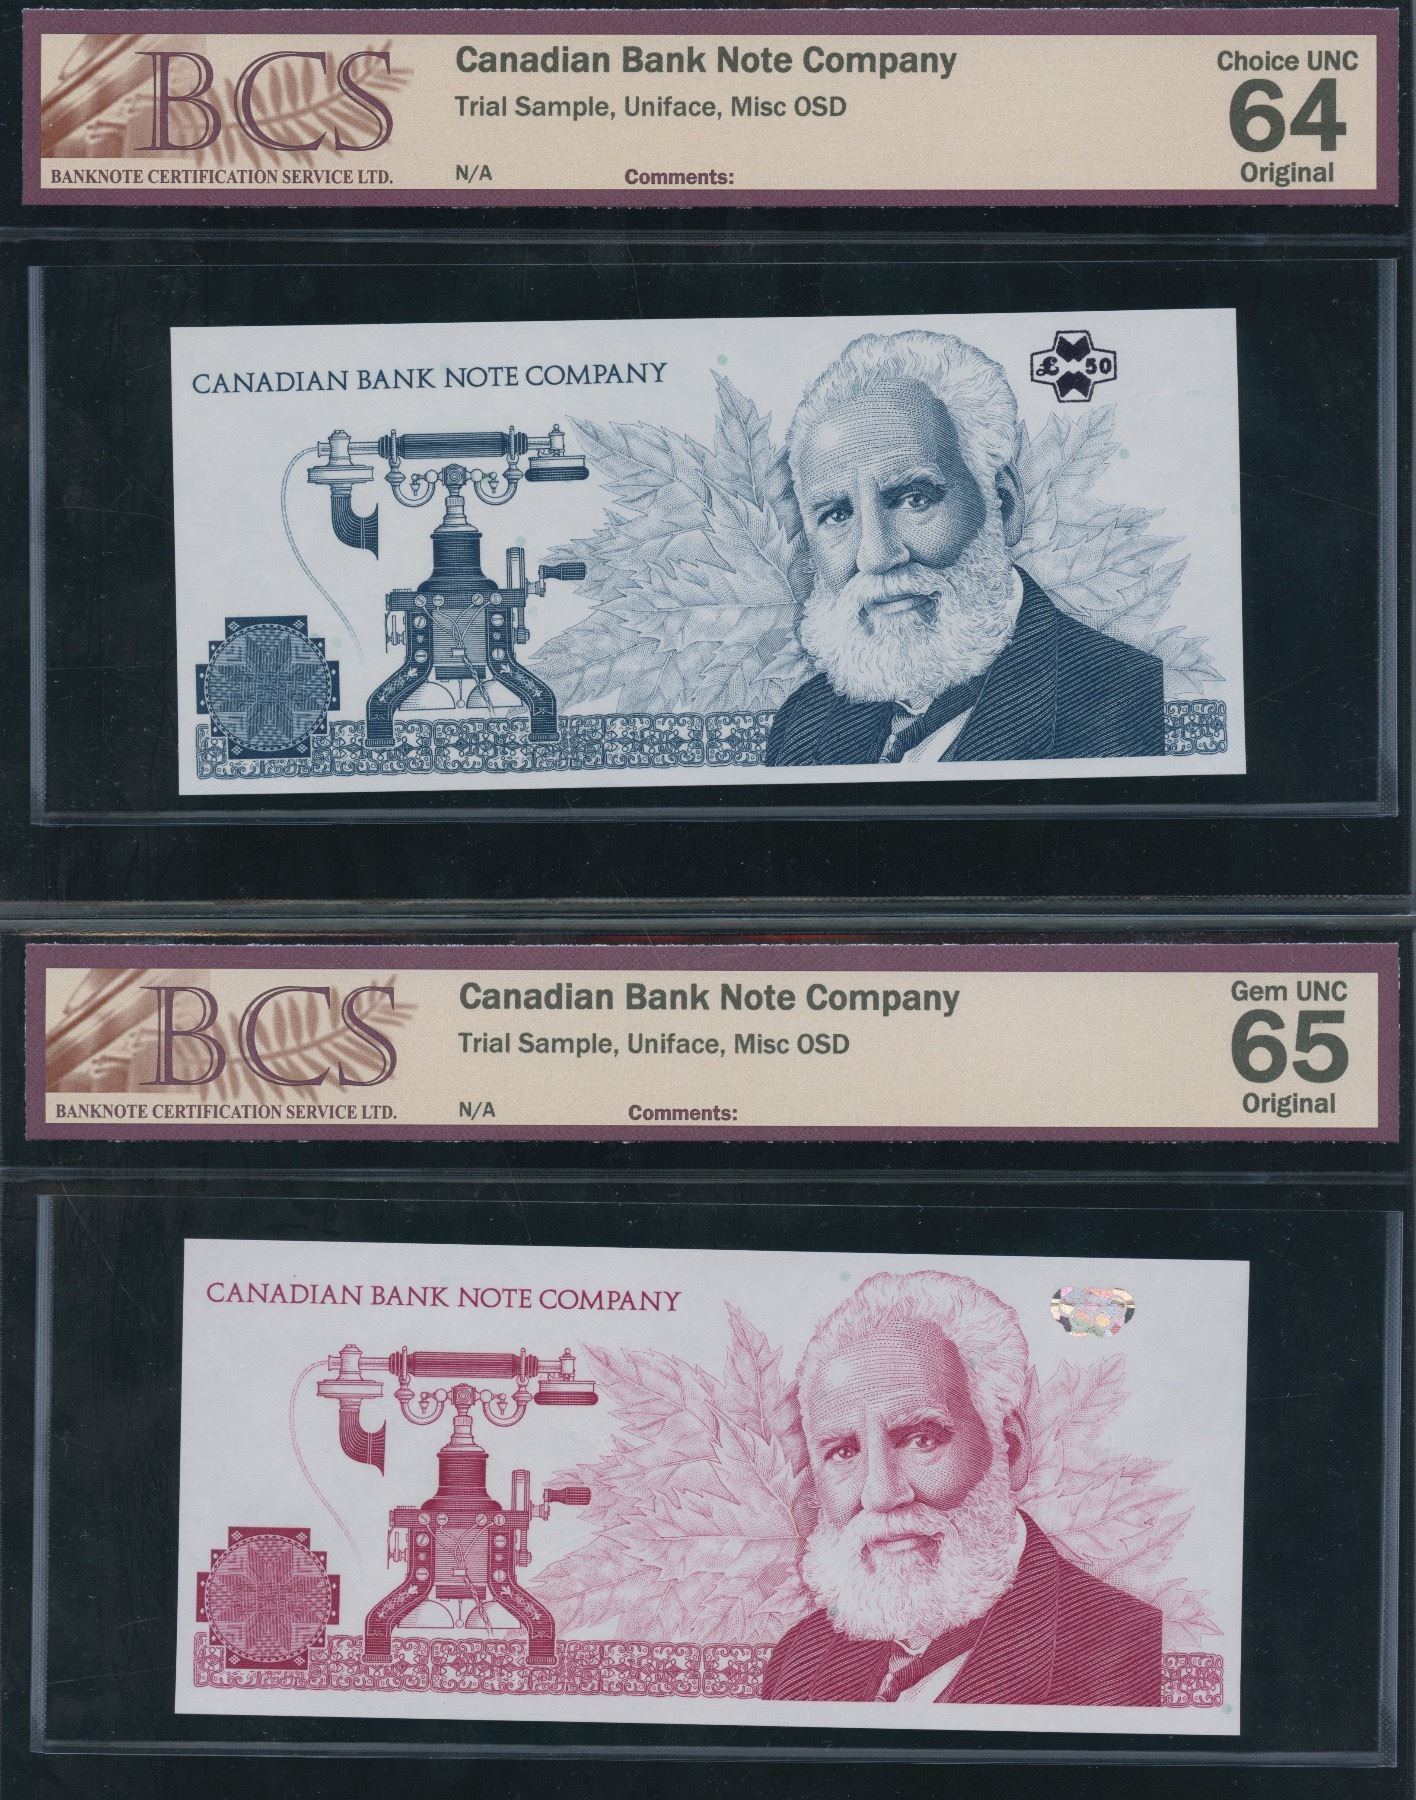 BCS
BANKNOTE CERTIFICATION SERVICE LTD.
Canadian Bank Note Company
Trial Sample, Uniface, Misc OSD
N/A
Comments:
Choice UNC
64
Original
CANADIAN BANK NOTE COMPANY
£ 50
BCS
BANKNOTE CERTIFICATION SERVICE LTD.
Canadian Bank Note Company
Trial Sample, Uniface, Misc OSD
N/A
Comments:
Gem UNC
65
Original
CANADIAN BANK NOTE COMPANY